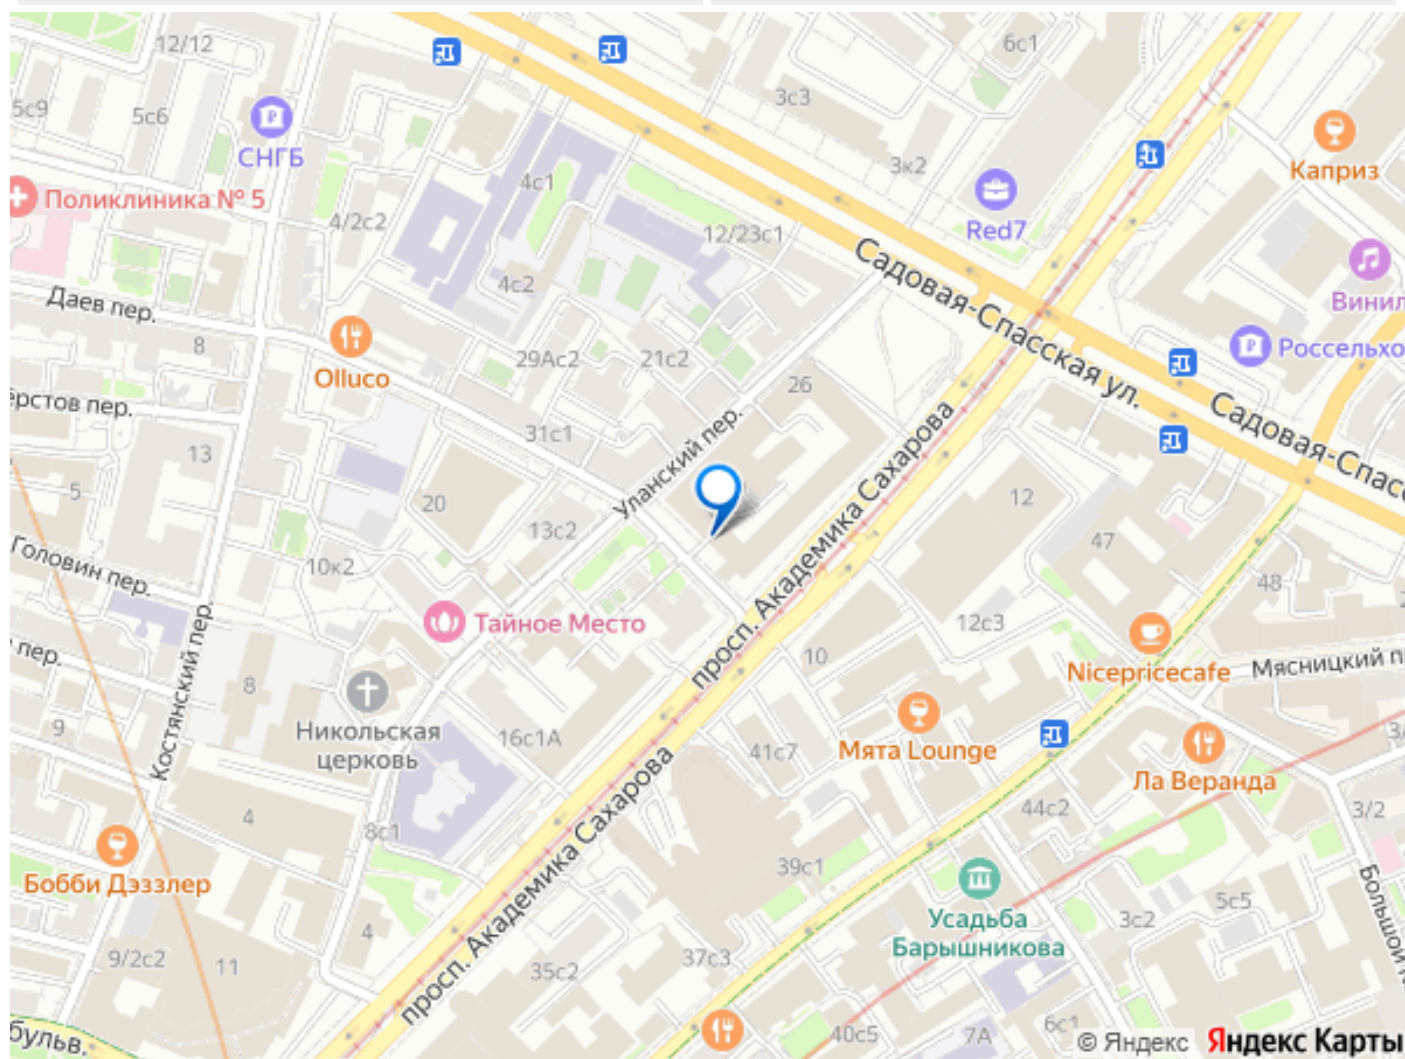 12/12
6с1
5с9
5с6
СНГБ
3с3
3к2
Каприз
Поликлиника № 5
4с1
4/2с2
Red7
12/23с1
4с2
Садовая-Спасская ул.
Винил
Даев пер.
8
Olluco
29Ас2
21с2
26
Россельхо
Садовая-Спасс
ерстов пер.
31с1
Уланский пер.
просп. Академика Сахарова
13
5
20
13с2
12
47
48
Головин пер.
10к2
Тайное Место
12с3
10
Nicepricecafe
Мясницкий п
пер.
Костянский пер.
8
9
Никольская
церковь
16с1А
41с7
Мята Lounge
Ла Веранда
3/
44с2
3/2
4
8с1
просп. Академика Сахарова
39с1
Бобби Дэззлер
Усадьба
Барышникова
5с5
3с2
Большой
4
9/2с2
11
35с2
37с3
бульв.
40с5
7А
6с1
© Яндекс Яндекс Карты